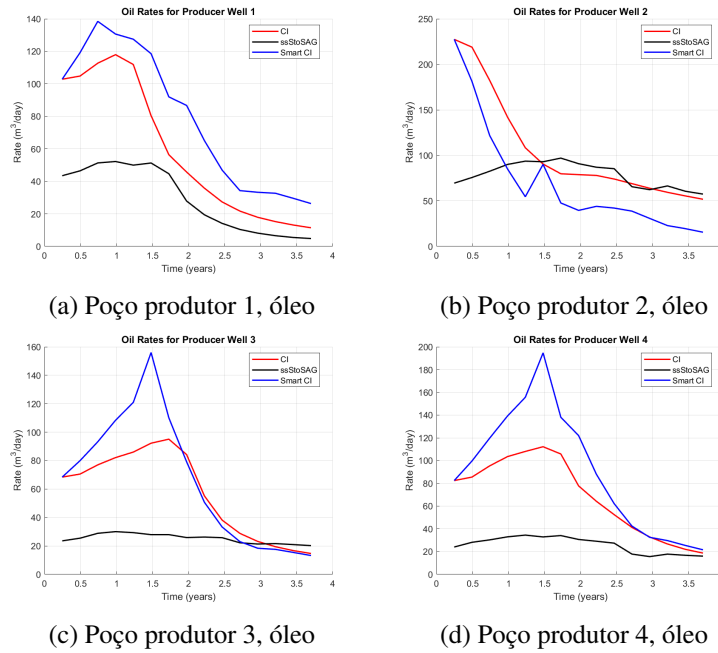 Oil Rates for Producer Well 1
140
120
100
80
60
40
20
0
Rate (m³/day)
0 0.5 1 1.5 2 2.5 3 3.5 4
Time (years)
CI
ssStoSAG
Smart CI
(a) Poço produtor 1, óleo
Oil Rates for Producer Well 2
250
200
150
100
50
0
Rate (m³/day)
0 0.5 1 1.5 2 2.5 3 3.5
Time (years)
CI
ssStoSAG
Smart CI
(b) Poço produtor 2, óleo
Oil Rates for Producer Well 3
160
140
120
100
80
60
40
20
0
Rate (m³/day)
0 0.5 1 1.5 2 2.5 3 3.5 4
Time (years)
CI
ssStoSAG
Smart CI
(c) Poço produtor 3, óleo
Oil Rates for Producer Well 4
200
180
160
140
120
100
80
60
40
20
0
Rate (m³/day)
0 0.5 1 1.5 2 2.5 3 3.5
Time (years)
CI
ssStoSAG
Smart CI
(d) Poço produtor 4, óleo